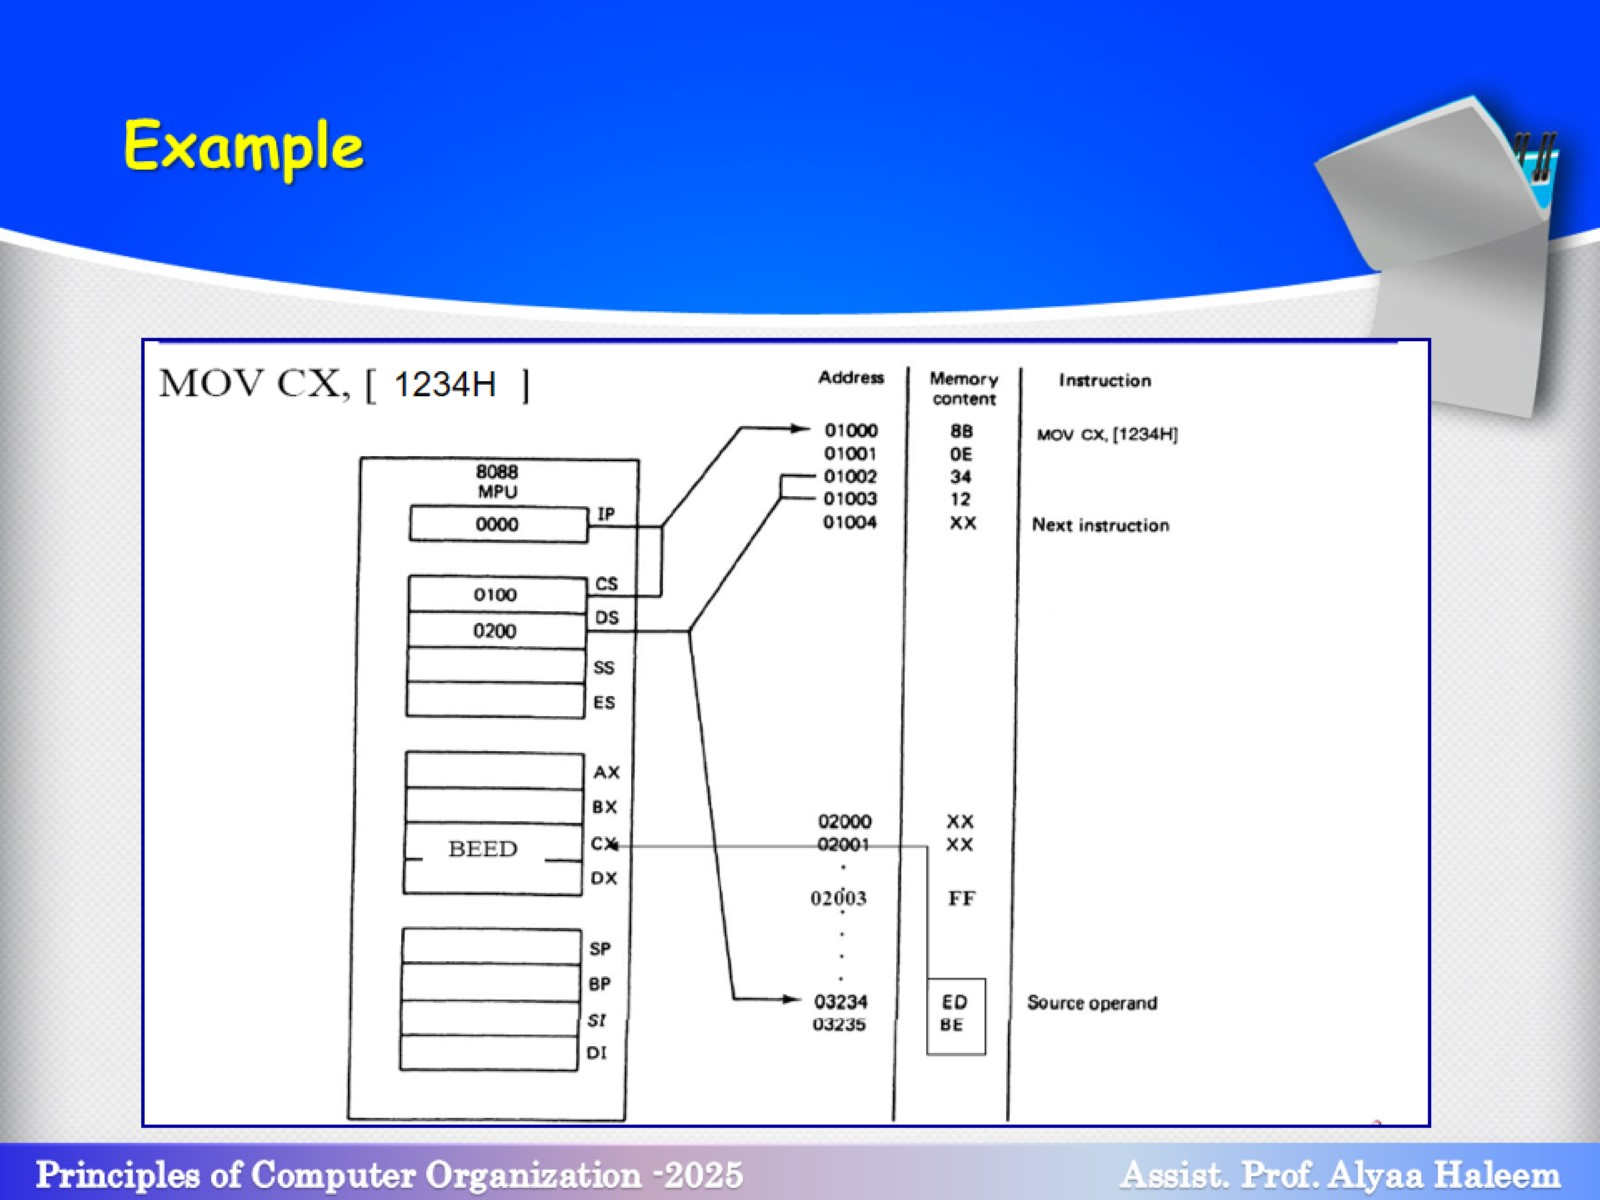 Example
MOV CX, [ 1234H ]
Address
Memory content
Instruction
01000 8B MOV CX, [1234H]
01001 0E
01002 34
01003 12
01004 XX Next instruction
8088
MPU
0000 IP
0100 CS
0200 DS
SS
ES
AX
BX
BEED CX
DX
SP
BP
SI
DI
02000 XX
02001 XX
02003 FF
03234 ED Source operand
03235 BE
Principles of Computer Organization -2025
Assist. Prof. Alyaa Haleem